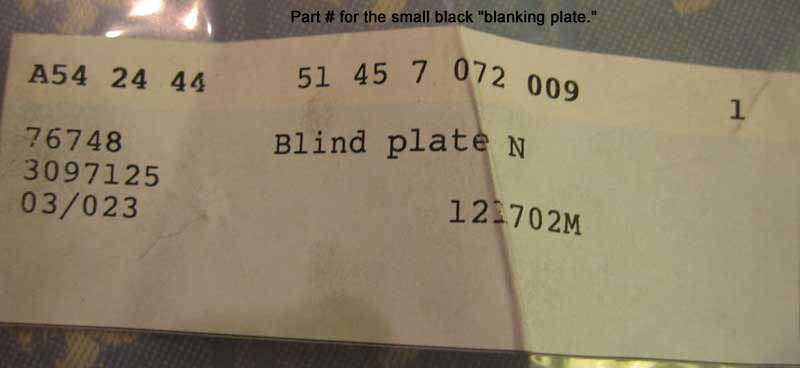 Part # for the small black "blanking plate."
A54 24 44 51 45 7 072 009 1
76748 Blind plate N
3097125
03/023 121702M